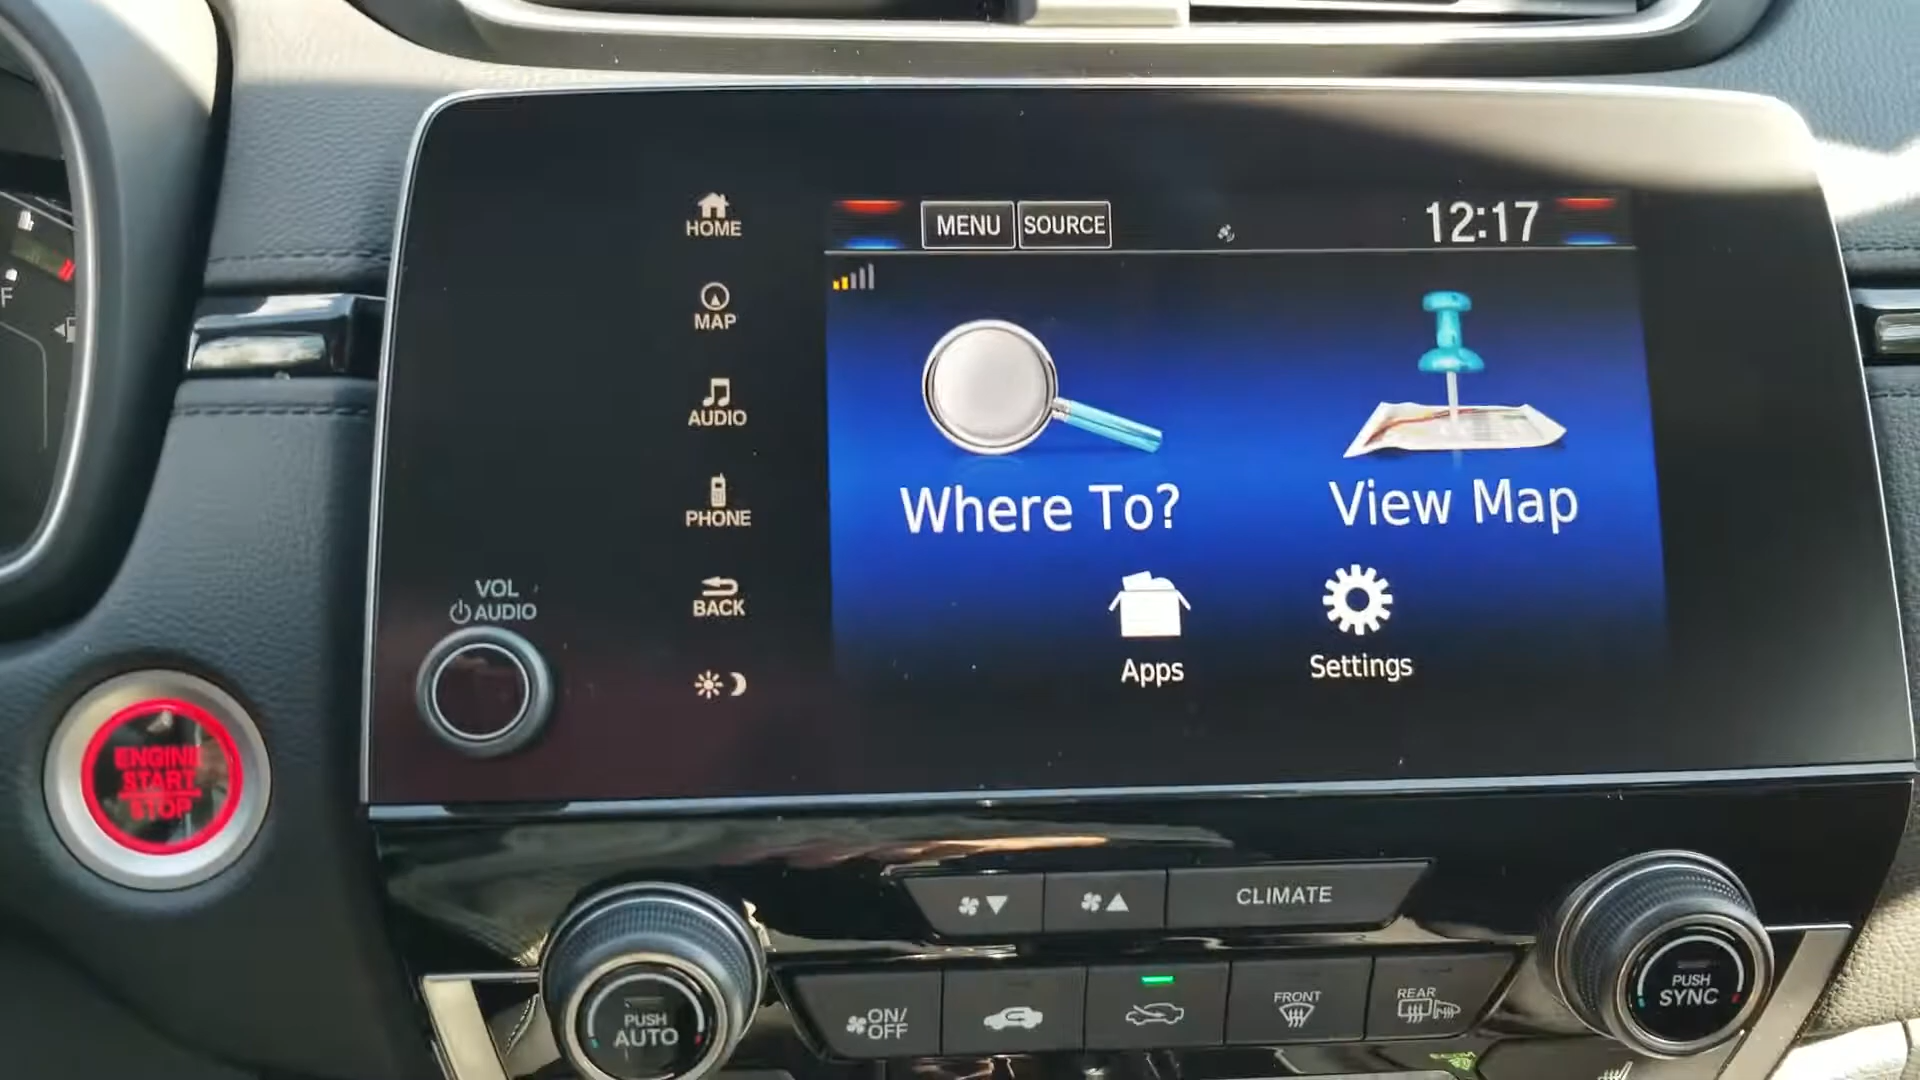 HOME
MENU
SOURCE
12:17
MAP
AUDIO
PHONE
BACK
Where To?
View Map
Apps
Settings
VOL
AUDIO
ENGINE
START
STOP
F
CLIMATE
ON/
OFF
FRONT
REAR
PUSH
AUTO
PUSH
SYNC